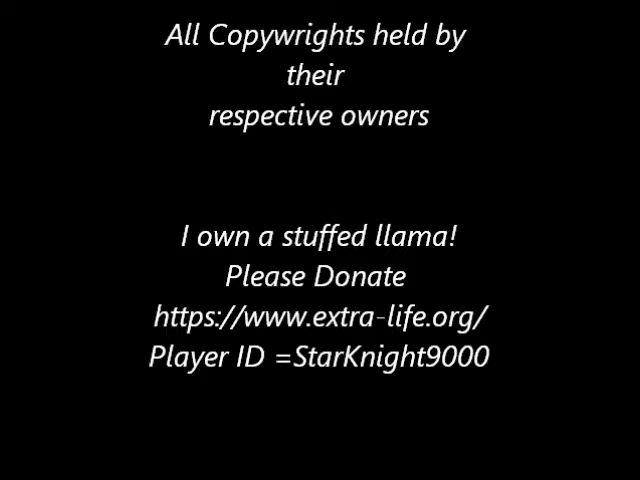 All Copywrights held by
their
respective owners
I own a stuffed llama!
Please Donate
https://www.extra-life.org/
Player ID =StarKnight9000